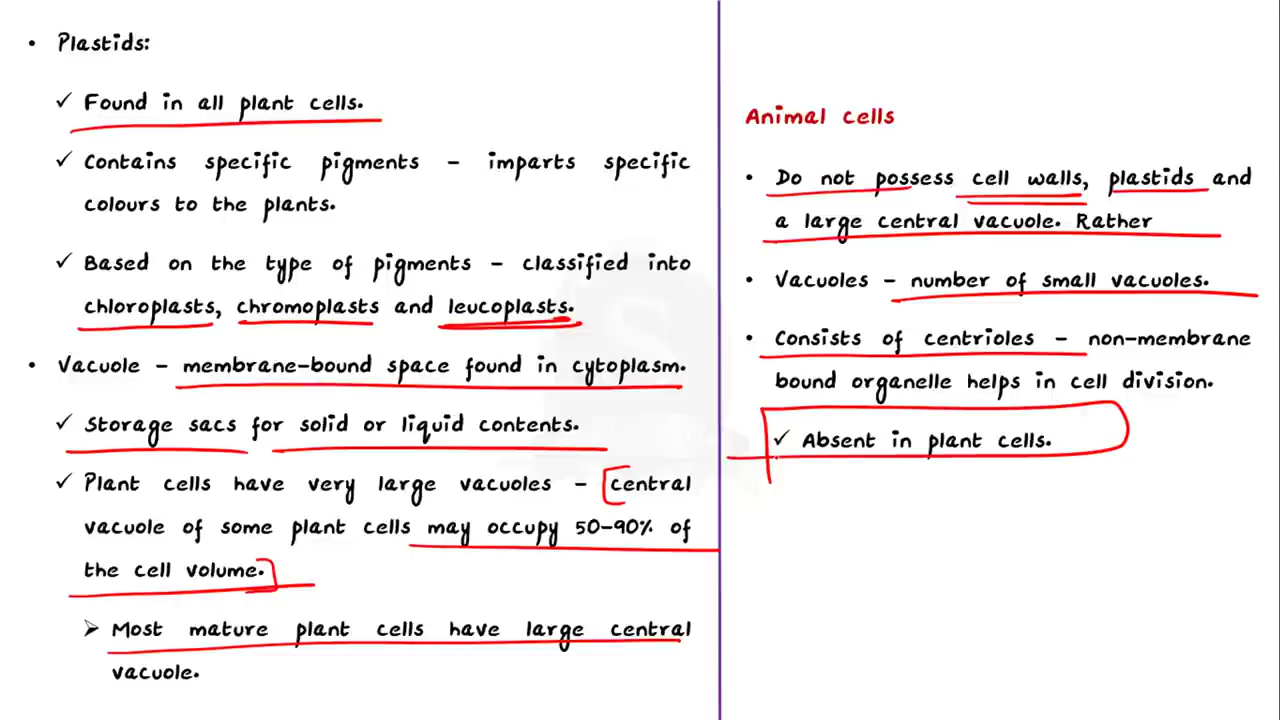 • Plastids:
✓ Found in all plant cells.
✓ Contains specific pigments – imparts specific
colours to the plants.
✓ Based on the type of pigments – classified into
chloroplasts, chromoplasts and leucoplasts.
• Vacuole – membrane-bound space found in cytoplasm.
✓ Storage sacs for solid or liquid contents.
✓ Plant cells have very large vacuoles – central
vacuole of some plant cells may occupy 50-90% of
the cell volume.
➢ Most mature plant cells have large central
vacuole.
Animal cells
• Do not possess cell walls, plastids and
a large central vacuole. Rather
• Vacuoles – number of small vacuoles.
• Consists of centrioles – non-membrane
bound organelle helps in cell division.
✓ Absent in plant cells.